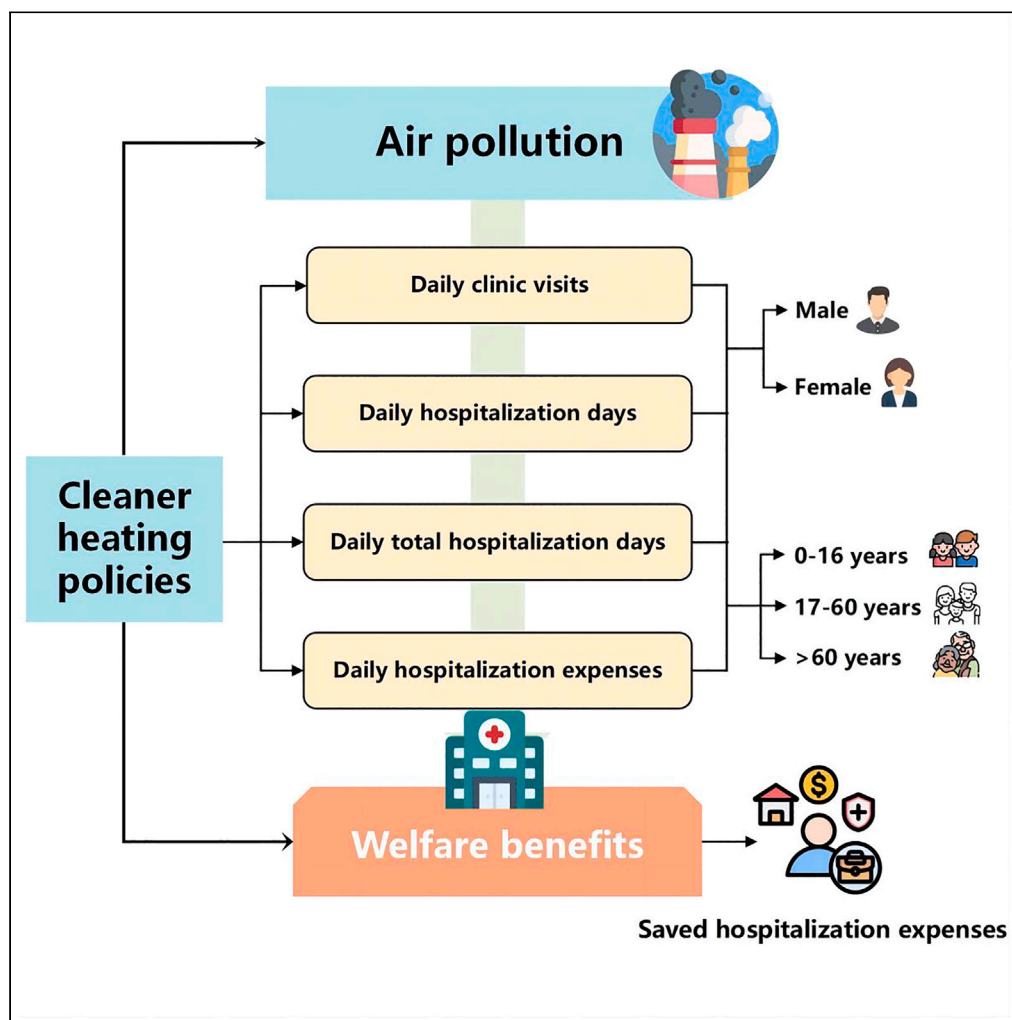 Air pollution
Daily clinic visits
Male
Female
Daily hospitalization days
Cleaner
heating
policies
Daily total hospitalization days
0-16 years
17-60 years
>60 years
Daily hospitalization expenses
Welfare benefits
$
Saved hospitalization expenses